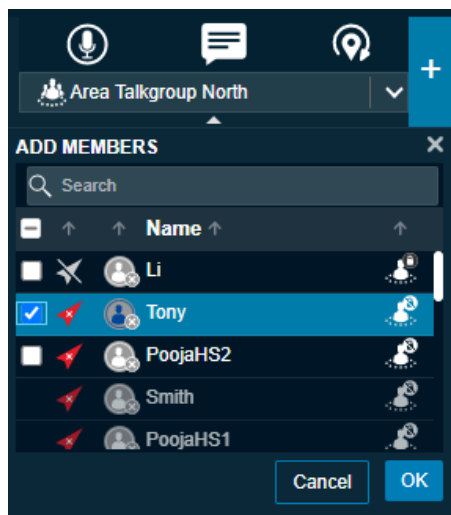 Area Talkgroup North
+
ADD MEMBERS
Search
Name
Li
Tony
PoojaHS2
Smith
PoojaHS1
Cancel OK